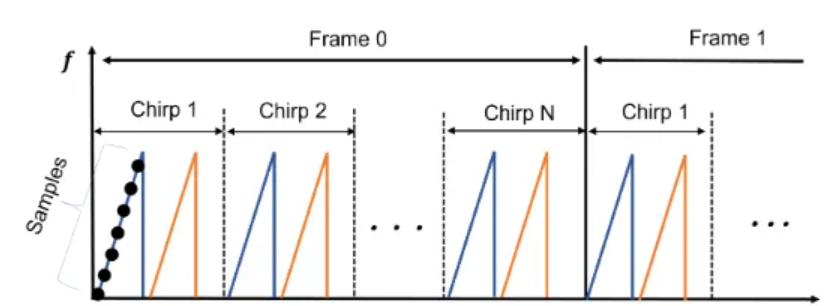 Frame 0
Frame 1
f
Chirp 1
Chirp 2
Chirp N
Chirp 1
Samples
. . .
. . .